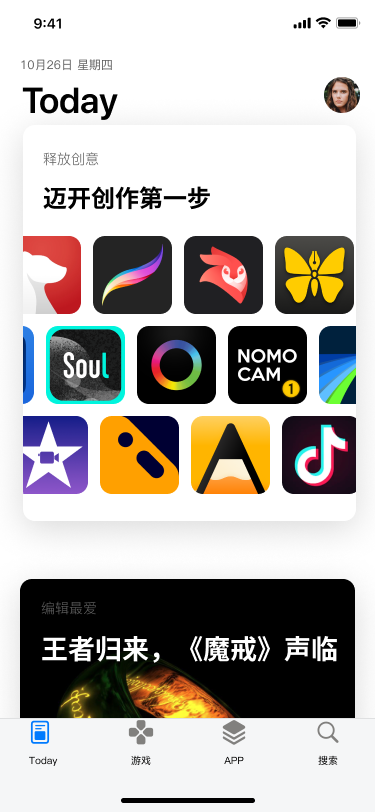 9:41
10月26日 星期四
Today
释放创意
迈开创作第一步
Soul
NOMO
CAM
1
编辑最爱
王者归来，《魔戒》声临
Today
游戏
APP
搜索